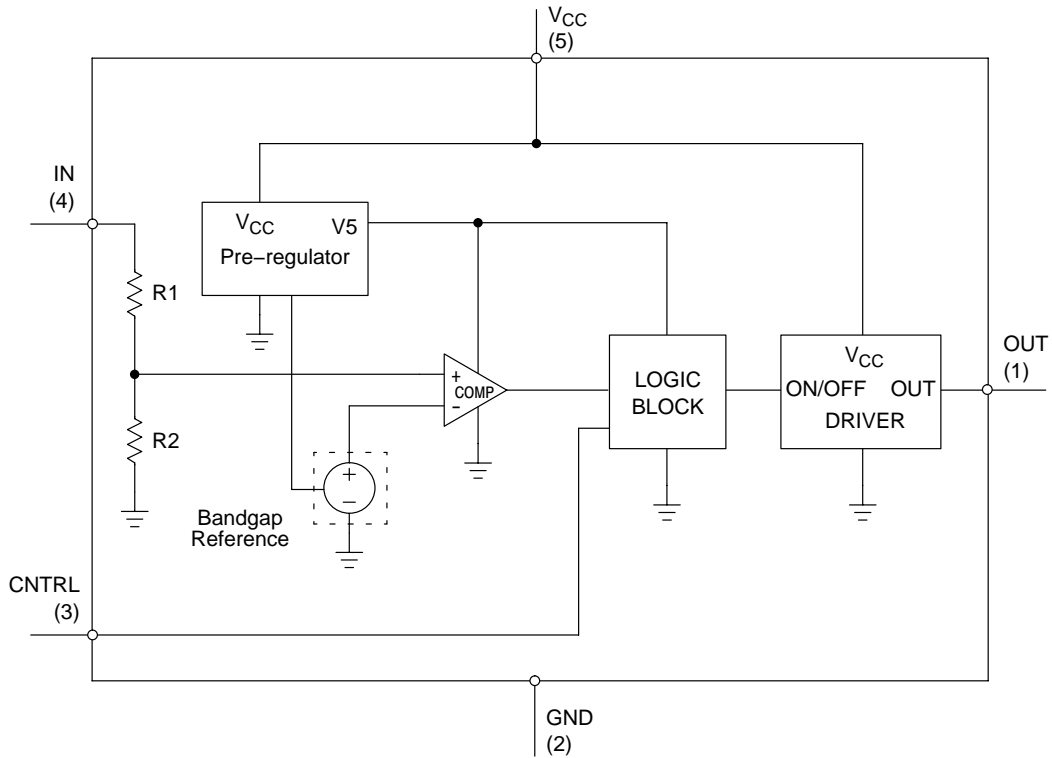 VCC
(5)
IN
(4)
VCC V5
Pre−regulator
R1
+
COMP
−
LOGIC
BLOCK
VCC
ON/OFF OUT
DRIVER
OUT
(1)
R2
+
−
Bandgap
Reference
CNTRL
(3)
GND
(2)